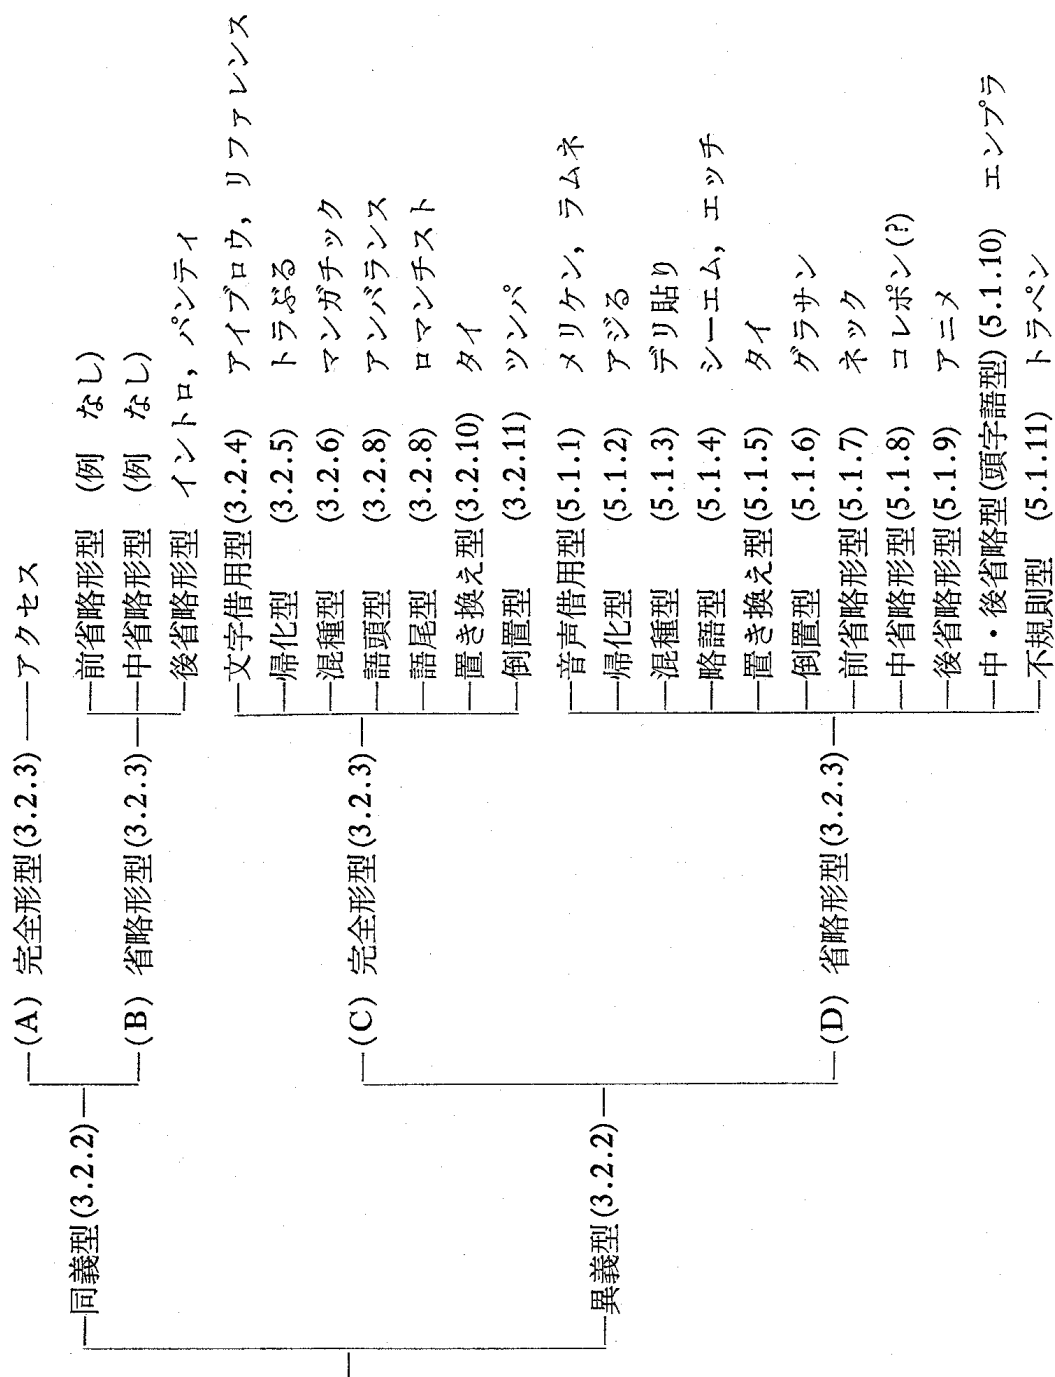 同義型(3.2.2)
(A) 完全形型(3.2.3) アクセス
(B) 省略形型(3.2.3)
前省略形型 (例 なし)
中省略形型 (例 なし)
後省略形型 イントロ, パンティ
異義型(3.2.2)
(C) 完全形型(3.2.3)
文字借用型(3.2.4) アイブロウ, リファレンス
帰化型 (3.2.5) トラぶる
混種型 (3.2.6) マンガチック
語頭型 (3.2.8) アンバランス
語尾型 (3.2.8) ロマンチスト
置き換え型(3.2.10) タイ
倒置型 (3.2.11) ツンパ
(D) 省略形型(3.2.3)
音声借用型(5.1.1) メリケン, ラムネ
帰化型 (5.1.2) アジる
混種型 (5.1.3) デリ貼り
略語型 (5.1.4) シーエム, エッチ
置き換え型(5.1.5) タイ
倒置型 (5.1.6) グラサン
前省略形型(5.1.7) ネック
中省略形型(5.1.8) コレポン(?)
後省略形型(5.1.9) アニメ
中・後省略型(頭字語型)(5.1.10) エンプラ
不規則型 (5.1.11) トラペン